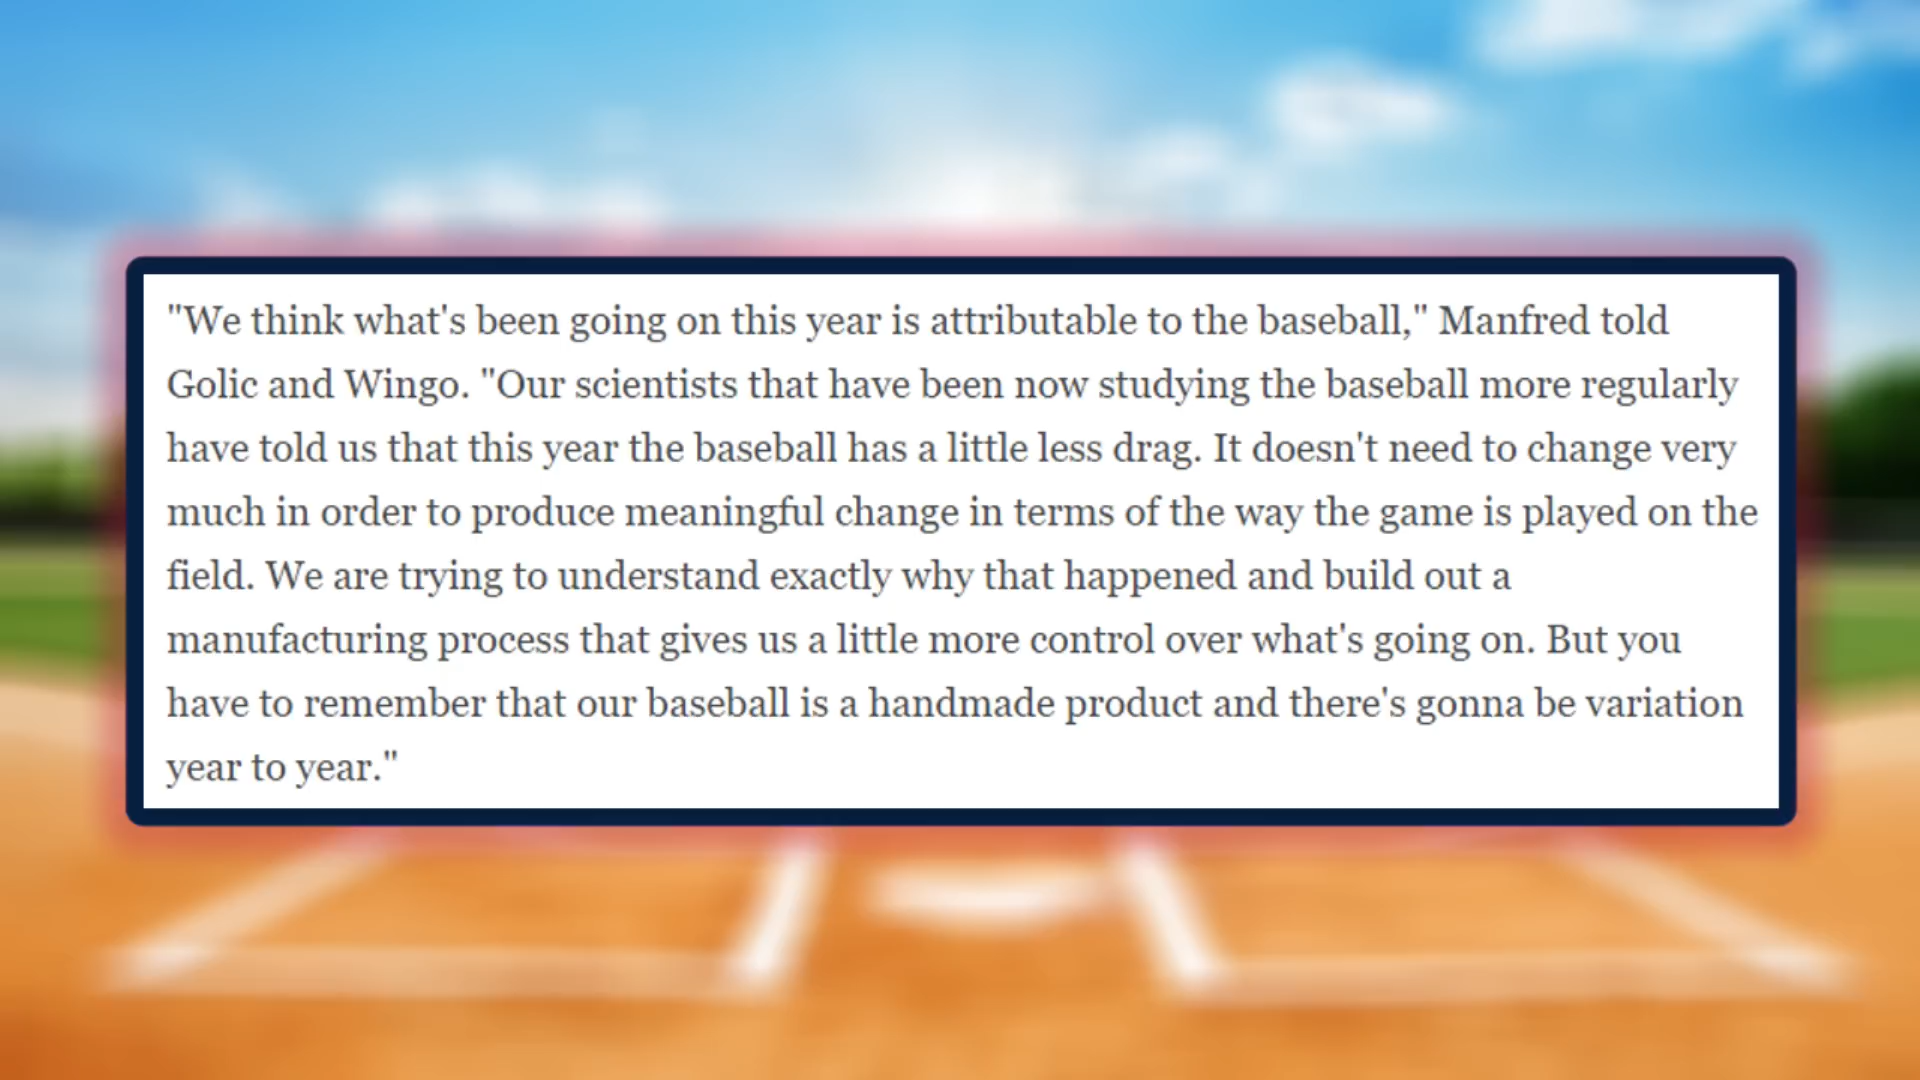 "We think what's been going on this year is attributable to the baseball," Manfred told
Golic and Wingo. "Our scientists that have been now studying the baseball more regularly
have told us that this year the baseball has a little less drag. It doesn't need to change very
much in order to produce meaningful change in terms of the way the game is played on the
field. We are trying to understand exactly why that happened and build out a
manufacturing process that gives us a little more control over what's going on. But you
have to remember that our baseball is a handmade product and there's gonna be variation
year to year."